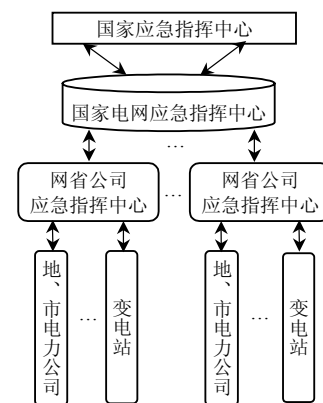 国家应急指挥中心
国家电网应急指挥中心
…
网省公司
应急指挥中心
…
网省公司
应急指挥中心
地、市电力公司
…
变电站
地、市电力公司
…
变电站